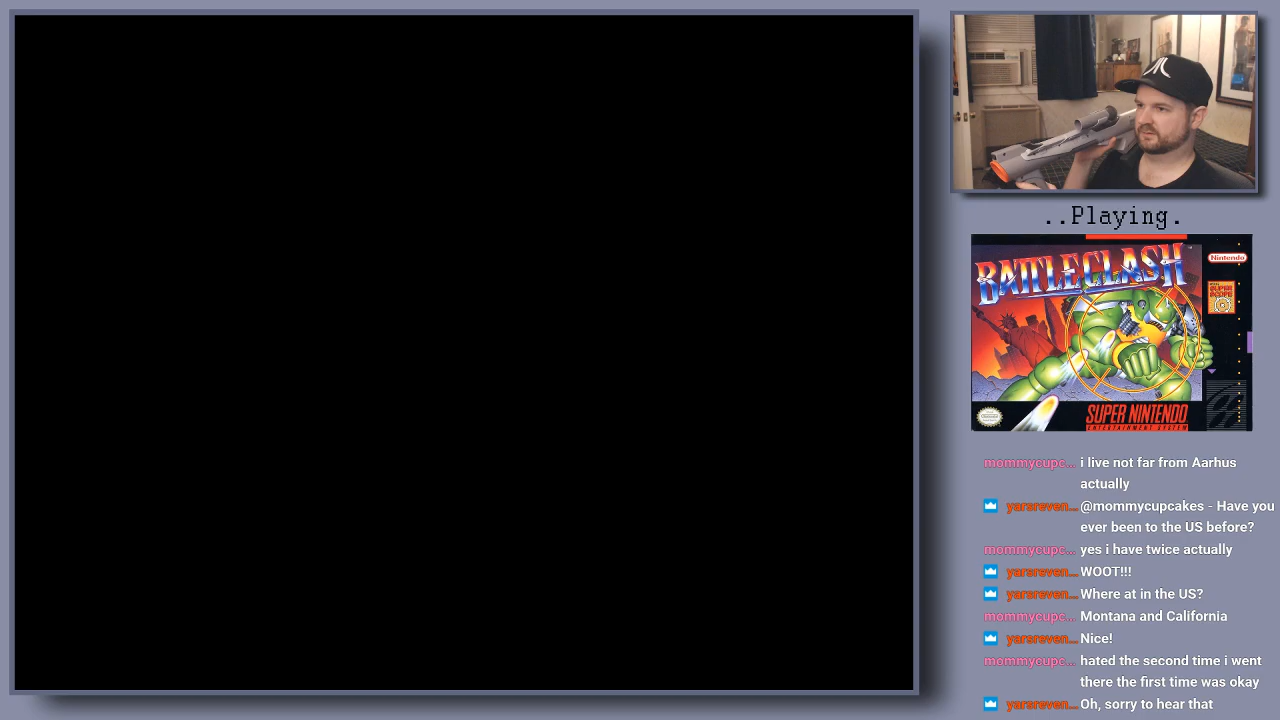 ..Playing.
BATTLECLASH
Nintendo
SUPER
SCOPE
SUPER NINTENDO
ENTERTAINMENT SYSTEM
mommycupc... i live not far from Aarhus
actually
yarsreven... @mommycupcakes - Have you
ever been to the US before?
mommycupc... yes i have twice actually
yarsreven... WOOT!!!
yarsreven... Where at in the US?
mommycupc... Montana and California
yarsreven... Nice!
mommycupc... hated the second time i went
there the first time was okay
yarsreven... Oh, sorry to hear that